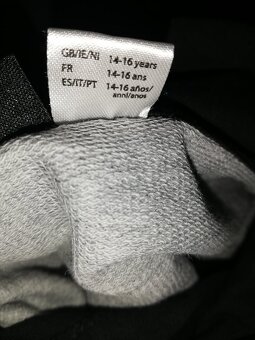 GB/IE/NI 14-16 years
FR 14-16 ans
ES/IT/PT 14-16 años/
anni/anos